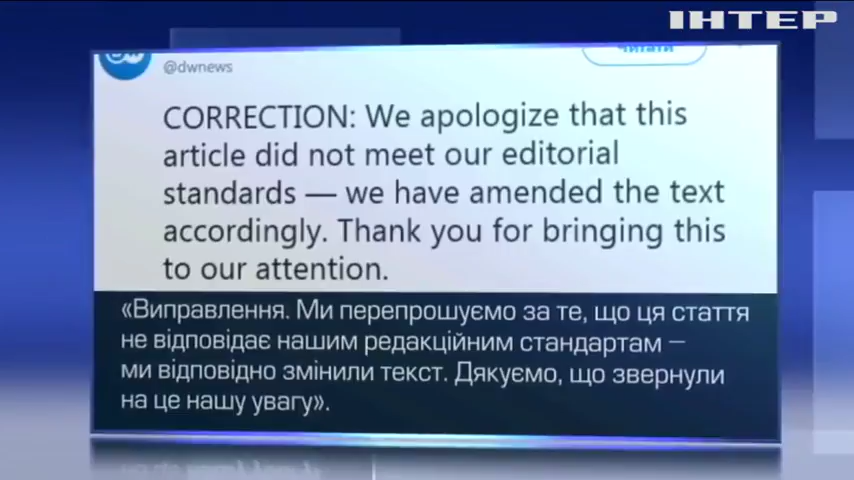 ІНТЕР
@dwnews
Читати
CORRECTION: We apologize that this
article did not meet our editorial
standards — we have amended the text
accordingly. Thank you for bringing this
to our attention.
«Виправлення. Ми перепрошуємо за те, що ця стаття
не відповідає нашим редакційним стандартам –
ми відповідно змінили текст. Дякуємо, що звернули
на це нашу увагу».